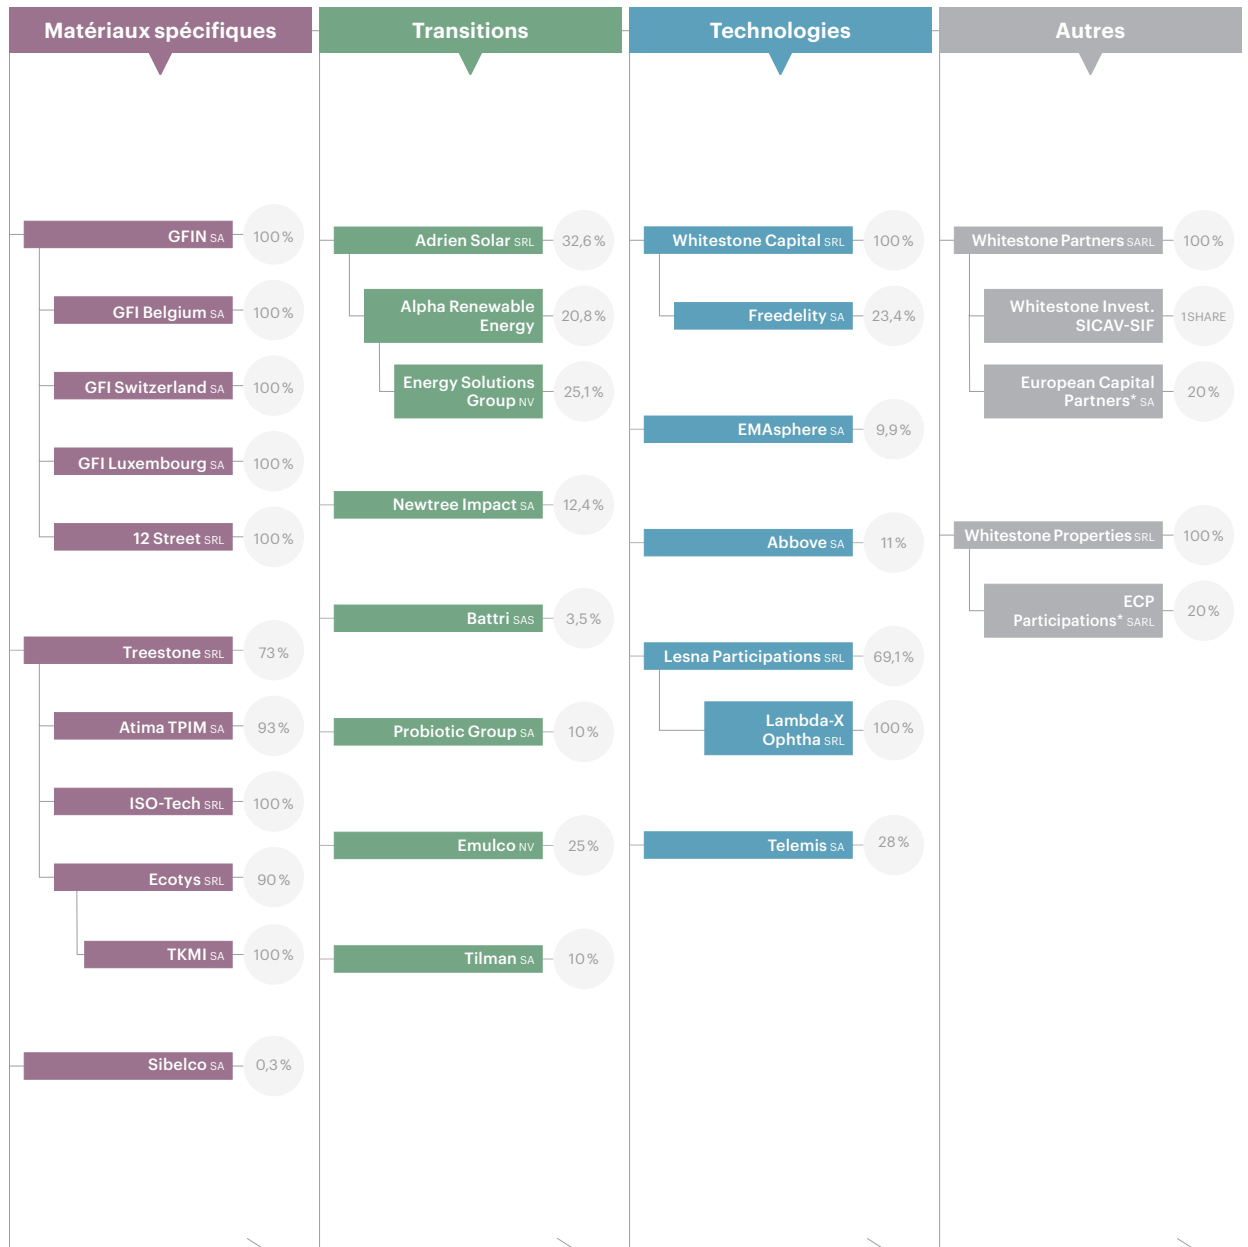 Matériaux spécifiques
GFIN SA 100 %
GFI Belgium SA 100 %
GFI Switzerland SA 100 %
GFI Luxembourg SA 100 %
12 Street SRL 100 %
Treestone SRL 73 %
Atima TPIM SA 93 %
ISO-Tech SRL 100 %
Ecotys SRL 90 %
TKMI SA 100 %
Sibelco SA 0,3 %
Transitions
Adrien Solar SRL 32,6 %
Alpha Renewable
Energy
20,8 %
Energy Solutions
Group NV
25,1 %
Newtree Impact SA 12,4 %
Battri SAS 3,5 %
Probiotic Group SA 10 %
Emulco NV 25 %
Tilman SA 10 %
Technologies
Whitestone Capital SRL 100 %
Freedelity SA 23,4 %
EMAsphere SA 9,9 %
Abbove SA 11 %
Lesna Participations SRL 69,1 %
Lambda-X
Ophtha SRL
100 %
Telemis SA 28 %
Autres
Whitestone Partners SARL 100 %
Whitestone Invest.
SICAV-SIF
1 SHARE
European Capital
Partners* SA
20 %
Whitestone Properties SRL 100 %
ECP
Participations* SARL
20 %